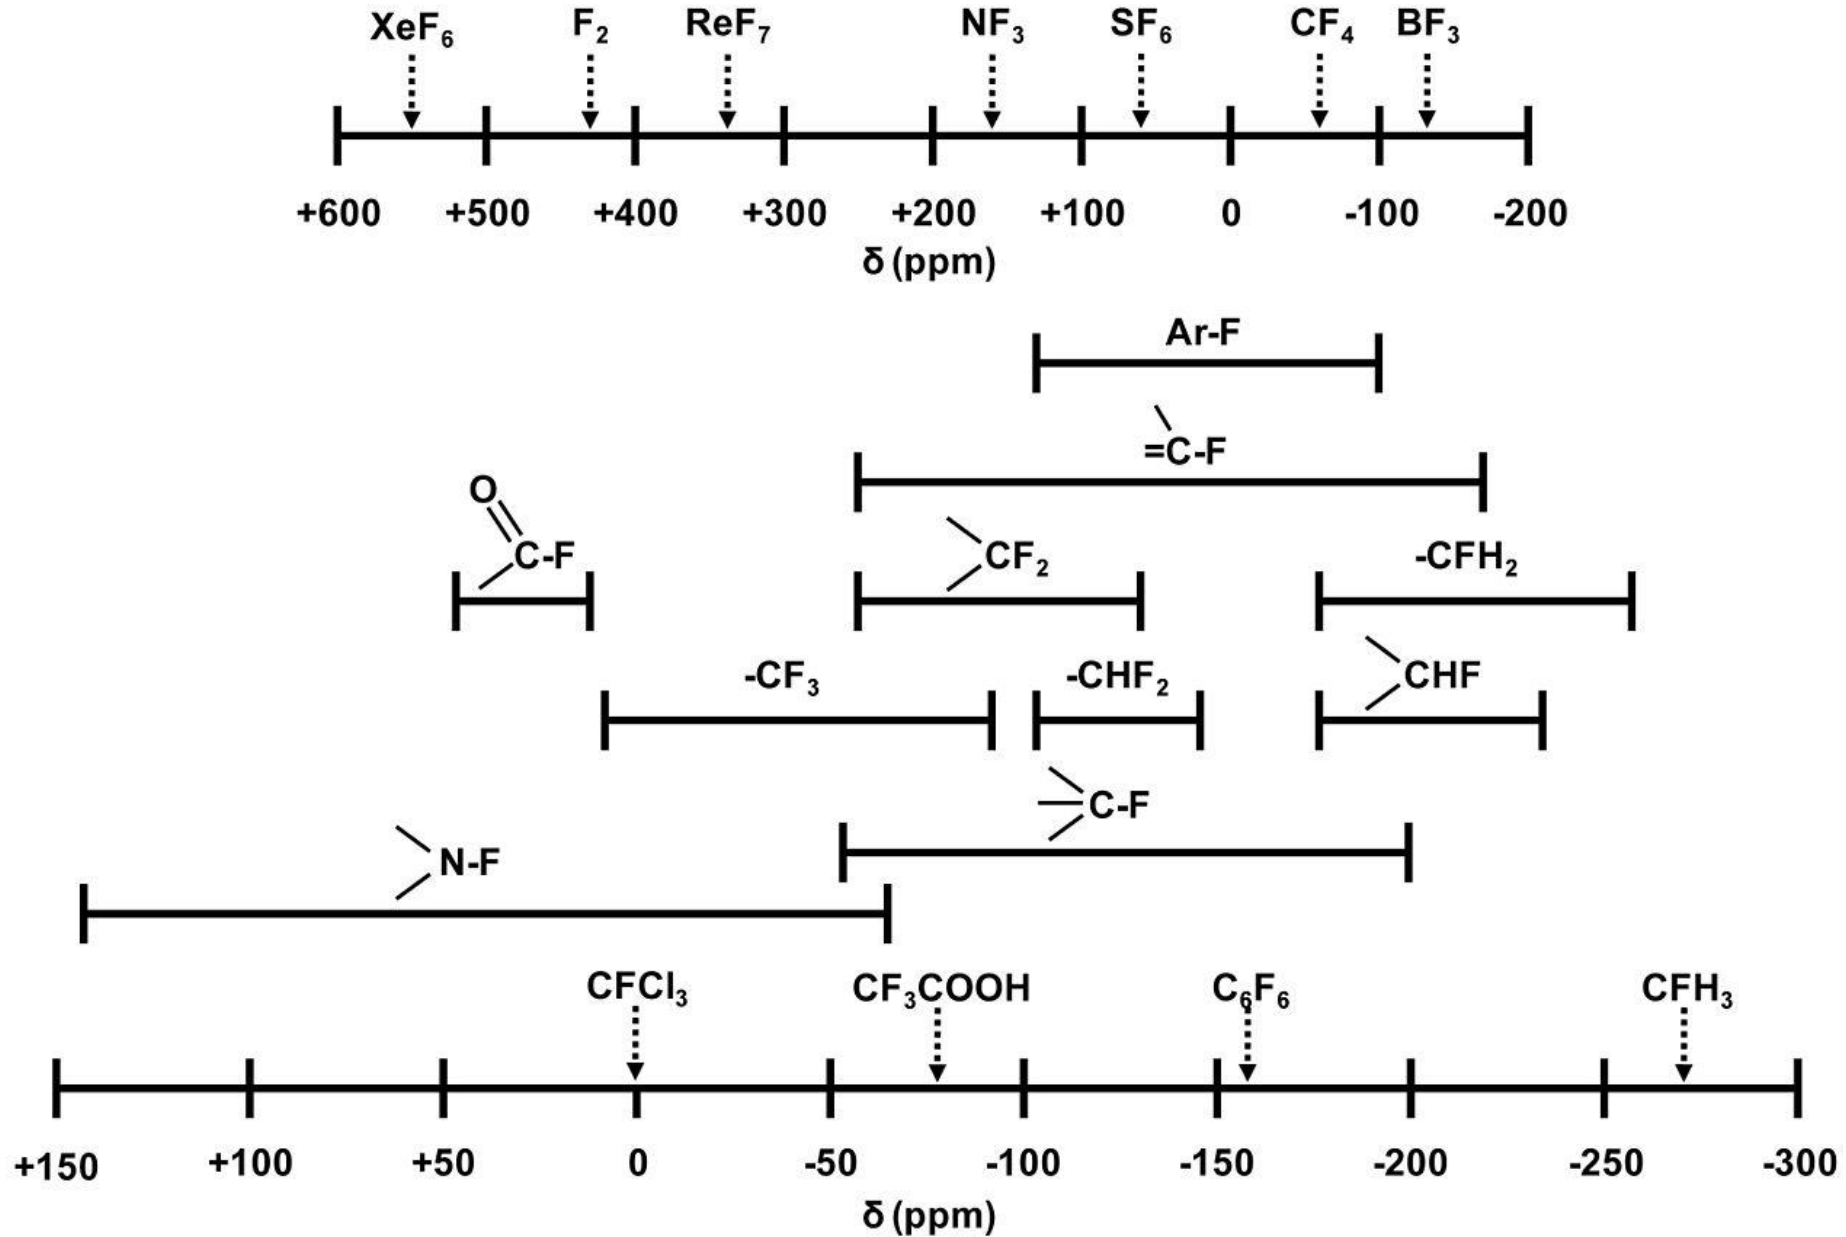 XeF6 F2 ReF7 NF3 SF6 CF4 BF3
+600 +500 +400 +300 +200 +100 0 -100 -200
δ (ppm)
Ar-F
=C-F
O
C-F CF2 -CFH2
-CF3 -CHF2 CHF
C-F
N-F
CFCl3 CF3COOH C6F6 CFH3
+150 +100 +50 0 -50 -100 -150 -200 -250 -300
δ (ppm)